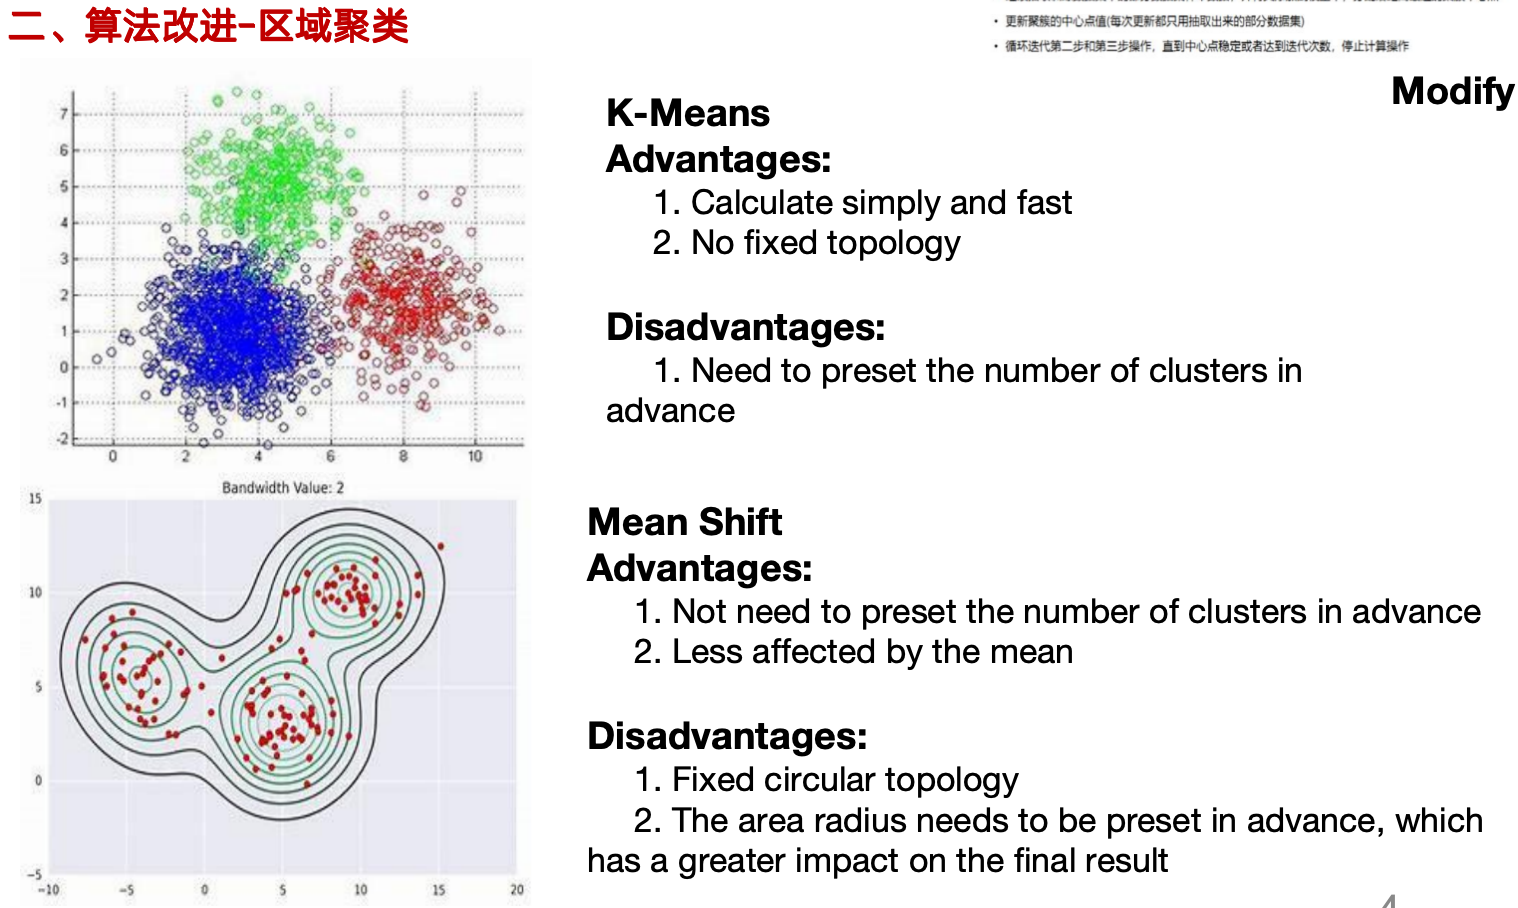 二、算法改进-区域聚类
• 更新聚簇的中心点值(每次更新都只用抽取出来的部分数据集)
• 循环迭代第二步和第三步操作，直到中心点稳定或者达到迭代次数，停止计算操作
Modify
7
6
5
4
3
2
1
0
-1
-2
0 2 4 6 8 10
K-Means
Advantages:
1. Calculate simply and fast
2. No fixed topology
Disadvantages:
1. Need to preset the number of clusters in
advance
Bandwidth Value: 2
15
10
5
0
−5
−10 −5 0 5 10 15 20
Mean Shift
Advantages:
1. Not need to preset the number of clusters in advance
2. Less affected by the mean
Disadvantages:
1. Fixed circular topology
2. The area radius needs to be preset in advance, which
has a greater impact on the final result